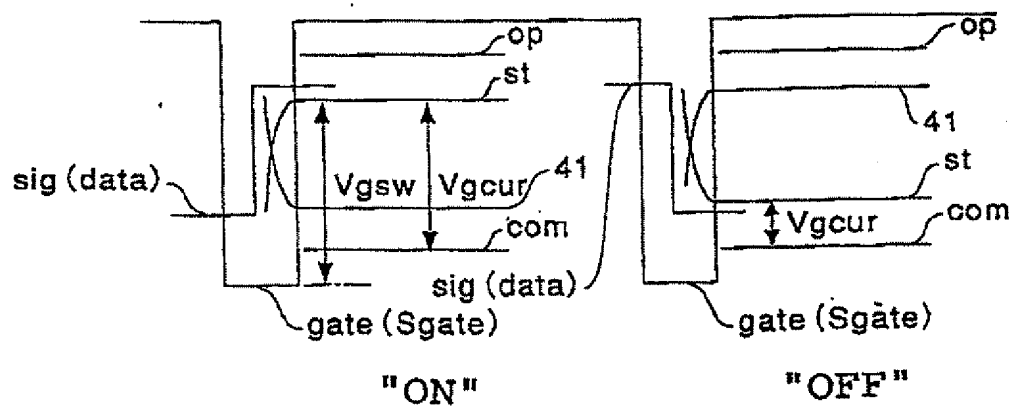 op
st
sig (data)
Vgsw
Vgcur
41
com
gate (Sgate)
"ON"
op
41
st
Vgcur
com
sig (data)
gate (Sgate)
"OFF"